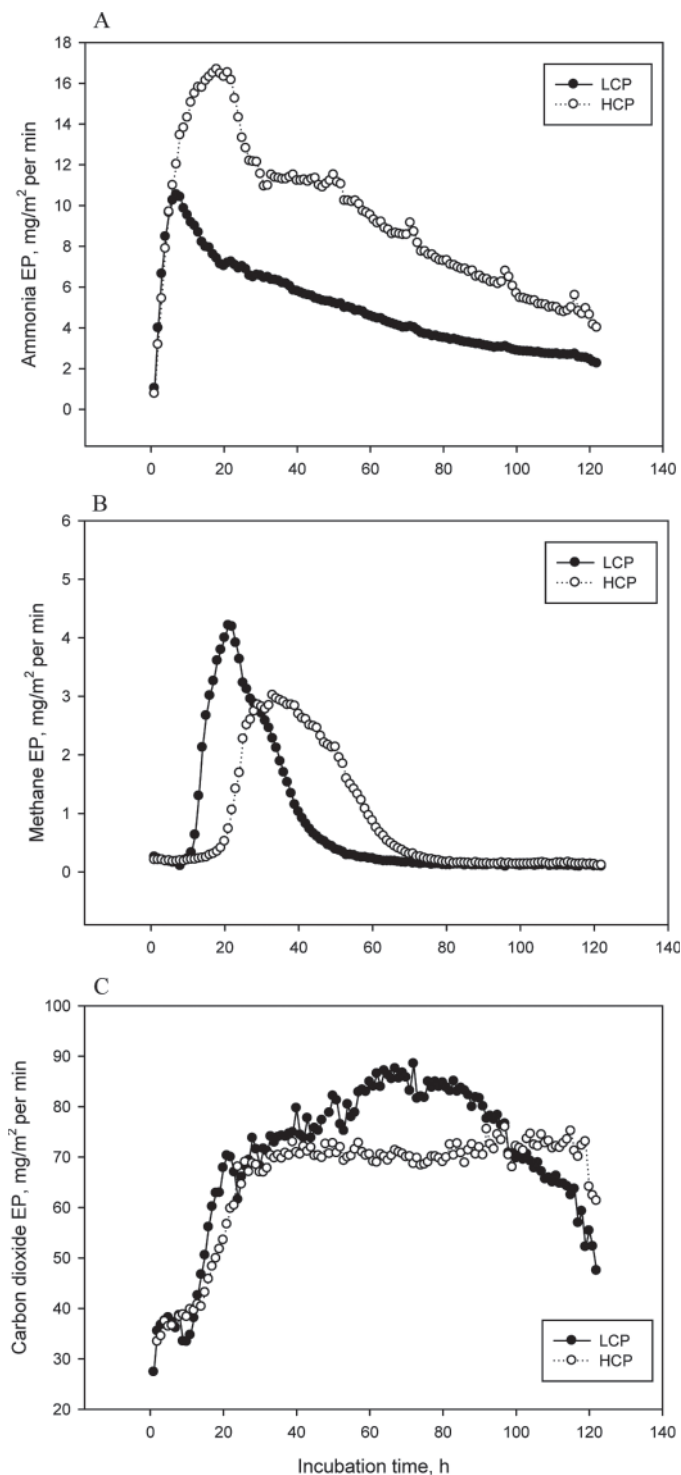 A
18
16
14
12
10
8
6
4
2
0
Ammonia EP, mg/m² per min
LCP
HCP
0 20 40 60 80 100 120 140
B
6
5
4
3
2
1
0
Methane EP, mg/m² per min
LCP
HCP
0 20 40 60 80 100 120 140
C
100
90
80
70
60
50
40
30
20
Carbon dioxide EP, mg/m² per min
LCP
HCP
0 20 40 60 80 100 120 140
Incubation time, h